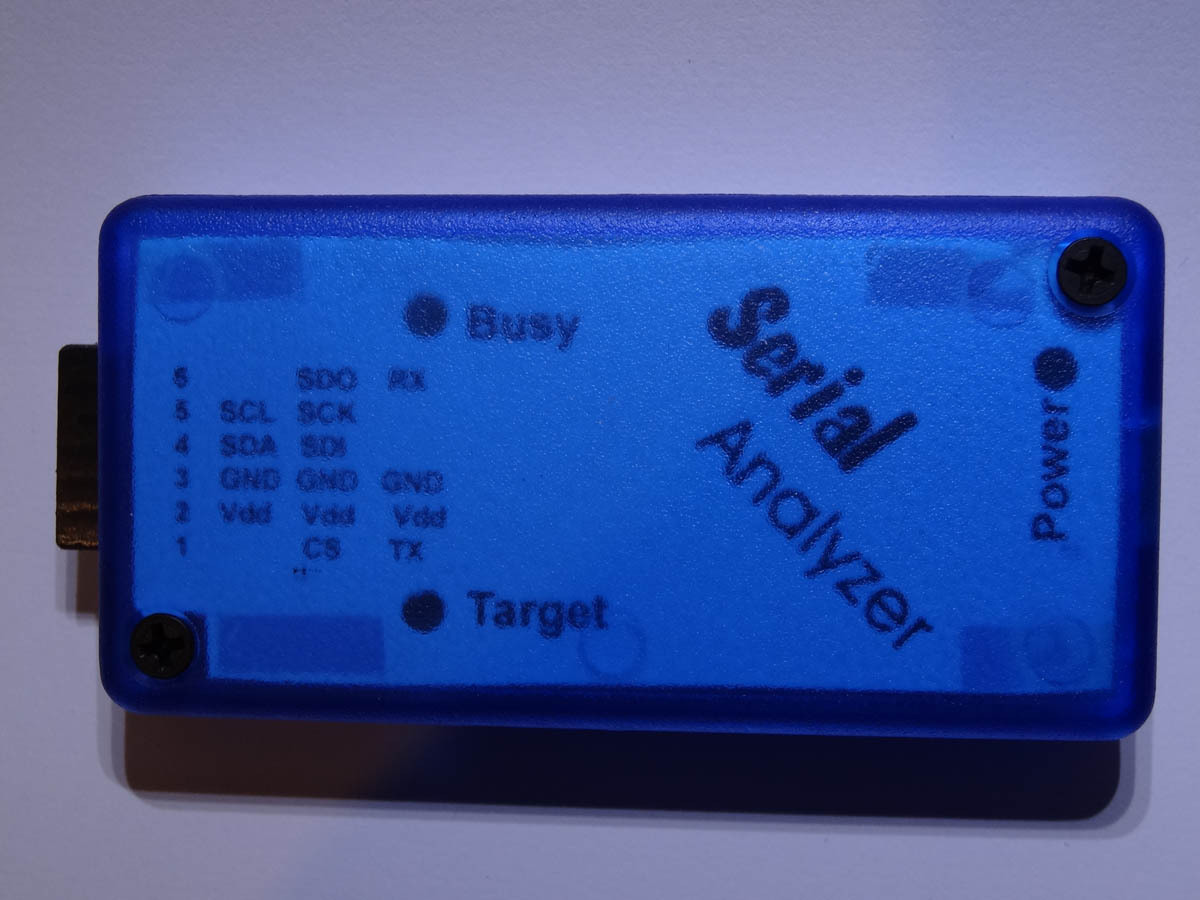 Busy
6 SDO RX
5 SCL SCK
4 SDA SDI
3 GND GND GND
2 Vdd Vdd Vdd
1 CS TX
Target
Serial
Analyzer
Power